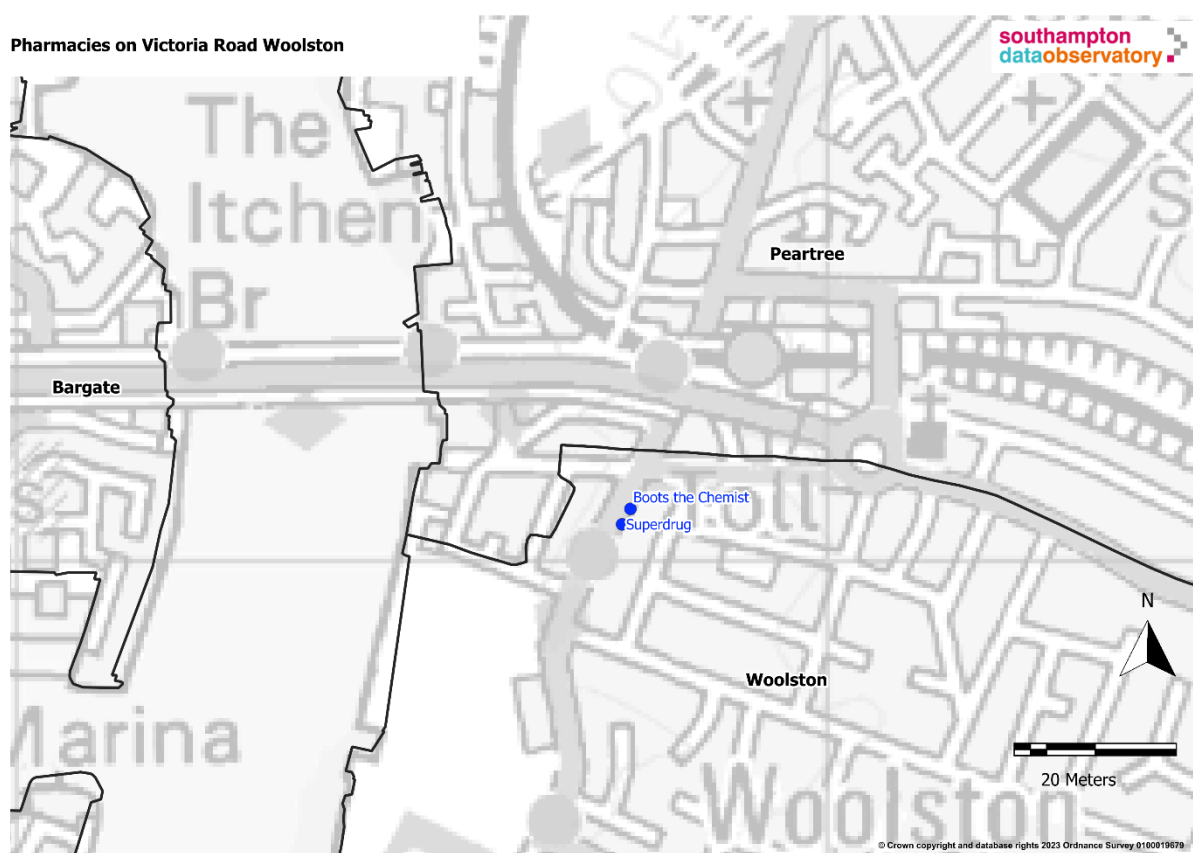 Pharmacies on Victoria Road Woolston
southampton
dataobservatory
The
Itchen
Br
S
Peartree
Bargate
s
Boots the Chemist
Toll
Superdrug
N
Woolston
Marina
20 Meters
Woolston
© Crown copyright and database rights 2023 Ordnance Survey 0100019679